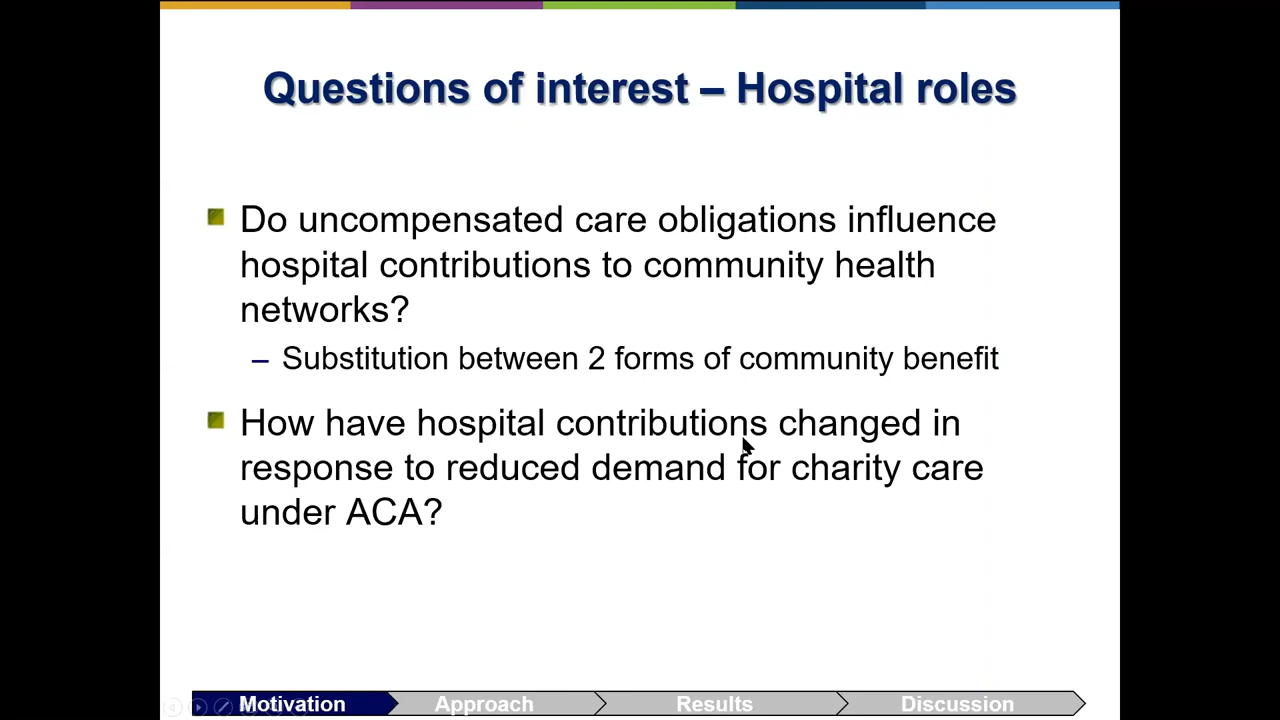 Questions of interest – Hospital roles
Do uncompensated care obligations influence
hospital contributions to community health
networks?
– Substitution between 2 forms of community benefit
How have hospital contributions changed in
response to reduced demand for charity care
under ACA?
Motivation Approach Results Discussion